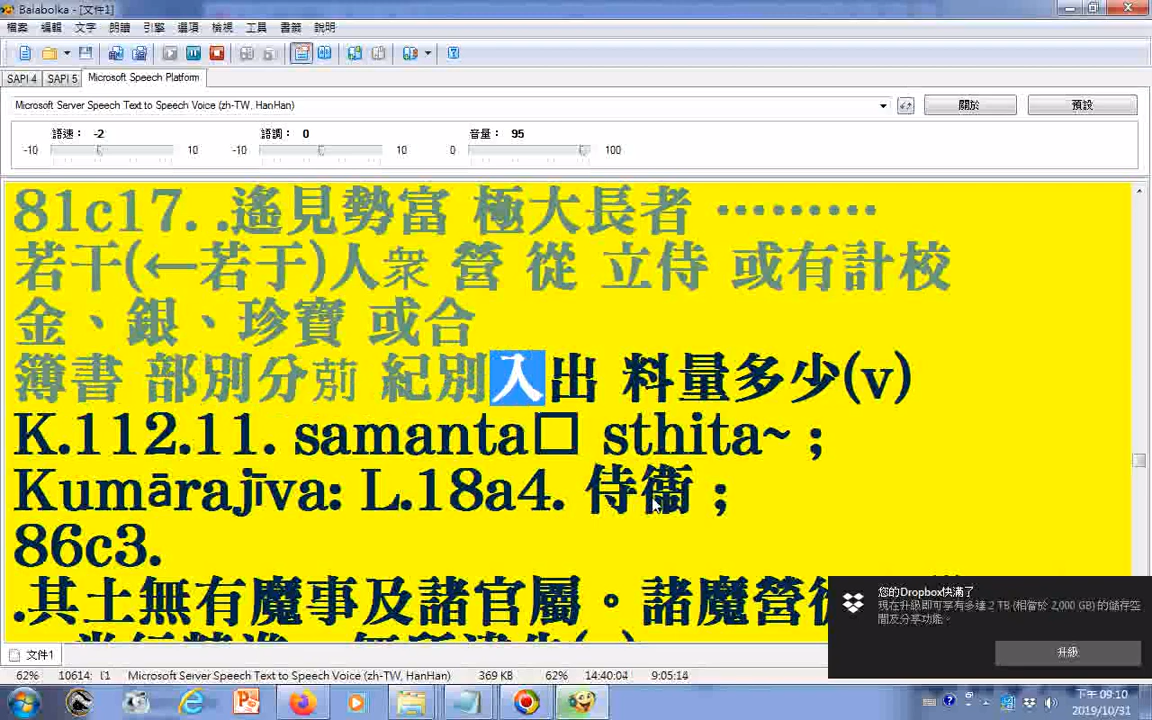 Balabolka - [文件1]
檔案 編輯 文字 朗讀 引擎 選項 檢視 工具 書籤 說明
SAPI 4 SAPI 5 Microsoft Speech Platform
Microsoft Server Speech Text to Speech Voice (zh-TW, HanHan) 關於 預設
語速： -2 語調： 0 音量： 95
-10 10 -10 10 0 100
81c17. .遙見勢富 極大長者 ………
若干(←若于)人衆 營 從 立侍 或有計校
金、銀、珍寶 或合
簿書 部別分莂 紀別入出 料量多少(v)
K.112.11. samanta□ sthita~ ;
Kumārajīva: L.18a4. 侍衞 ;
86c3.
.其土無有魔事及諸官屬。諸魔營從
您的Dropbox快滿了
現在升級即可享有多達 2 TB (相當於 2,000 GB) 的儲存空
間及分享功能。
升級
文件1
62% 10614: 1 Microsoft Server Speech Text to Speech Voice (zh-TW, HanHan) 369 KB 62% 14:40:04 9:05:14
下午 09:10
2019/10/31